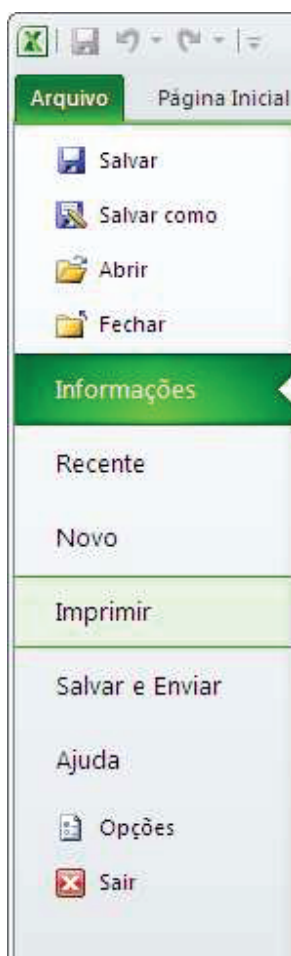 Arquivo Página Inicial
Salvar
Salvar como
Abrir
Fechar
Informações
Recente
Novo
Imprimir
Salvar e Enviar
Ajuda
Opções
Sair